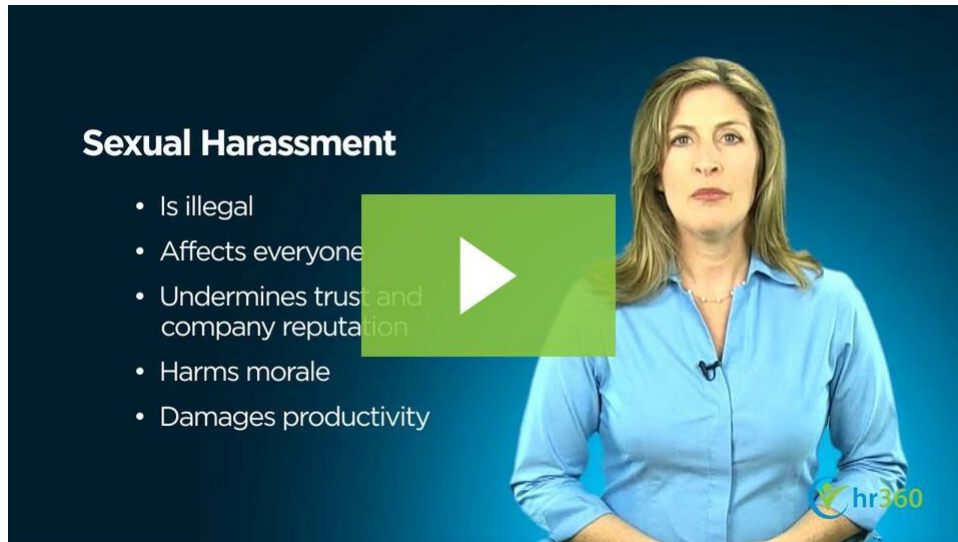 Sexual Harassment
• Is illegal
• Affects everyone
• Undermines trust and
company reputation
• Harms morale
• Damages productivity
hr360